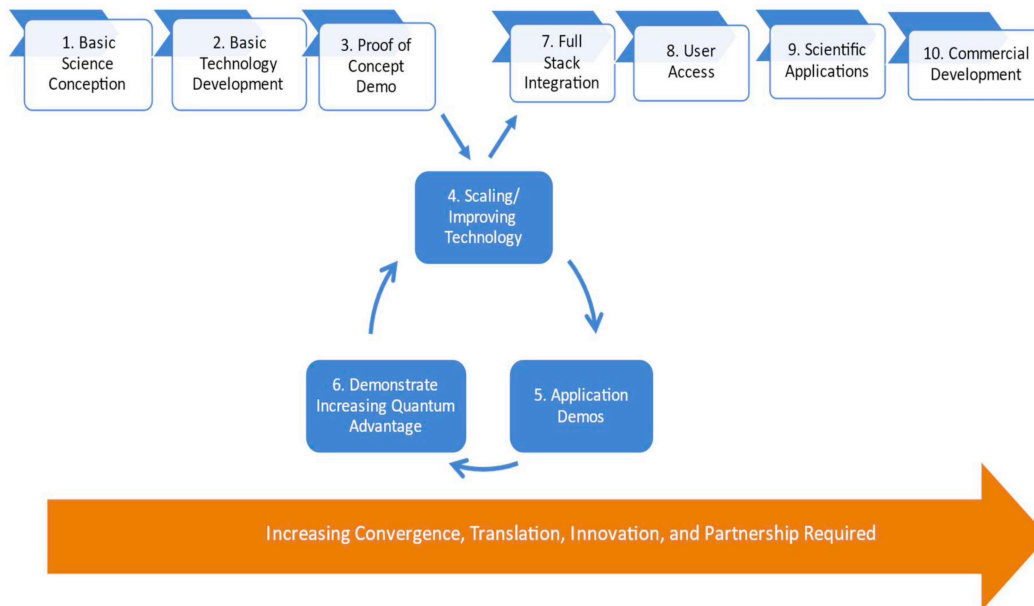 1. Basic
Science
Conception
2. Basic
Technology
Development
3. Proof of
Concept
Demo
7. Full
Stack
Integration
8. User
Access
9. Scientific
Applications
10. Commercial
Development
4. Scaling/
Improving
Technology
6. Demonstrate
Increasing Quantum
Advantage
5. Application
Demos
Increasing Convergence, Translation, Innovation, and Partnership Required